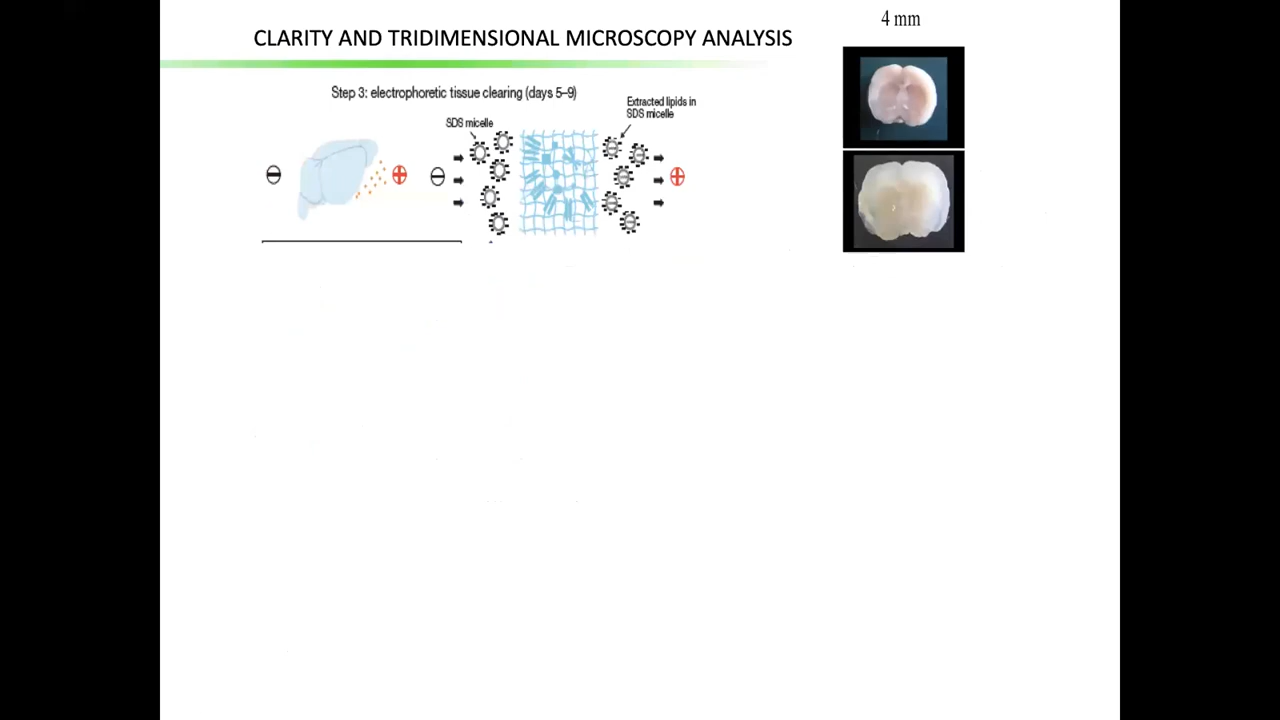 4 mm
CLARITY AND TRIDIMENSIONAL MICROSCOPY ANALYSIS
Step 3: electrophoretic tissue clearing (days 5–9)
Extracted lipids in
SDS micelle
SDS micelle